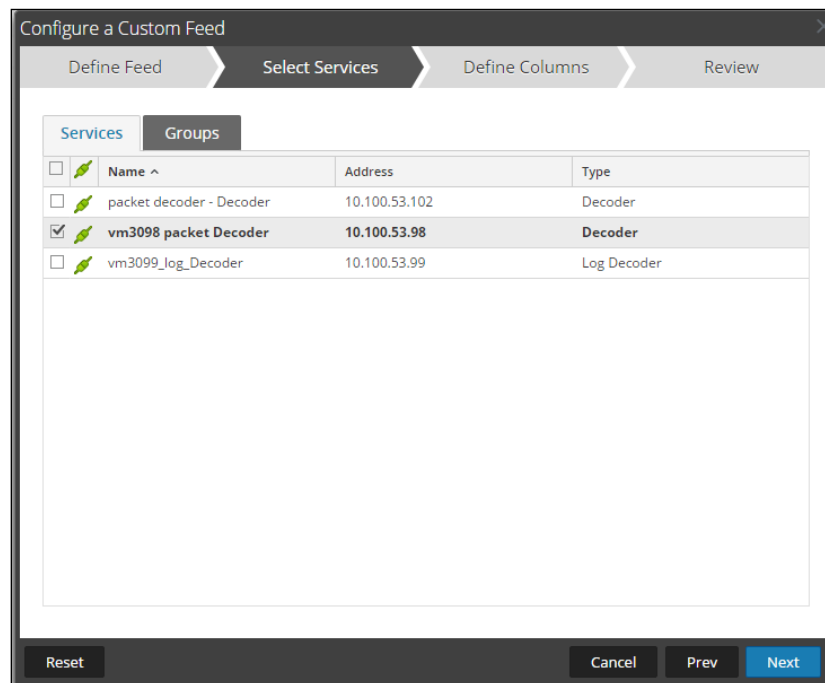 Configure a Custom Feed
Define Feed Select Services Define Columns Review
Services Groups
Name Address Type
packet decoder - Decoder 10.100.53.102 Decoder
vm3098 packet Decoder 10.100.53.98 Decoder
vm3099_log_Decoder 10.100.53.99 Log Decoder
Reset Cancel Prev Next